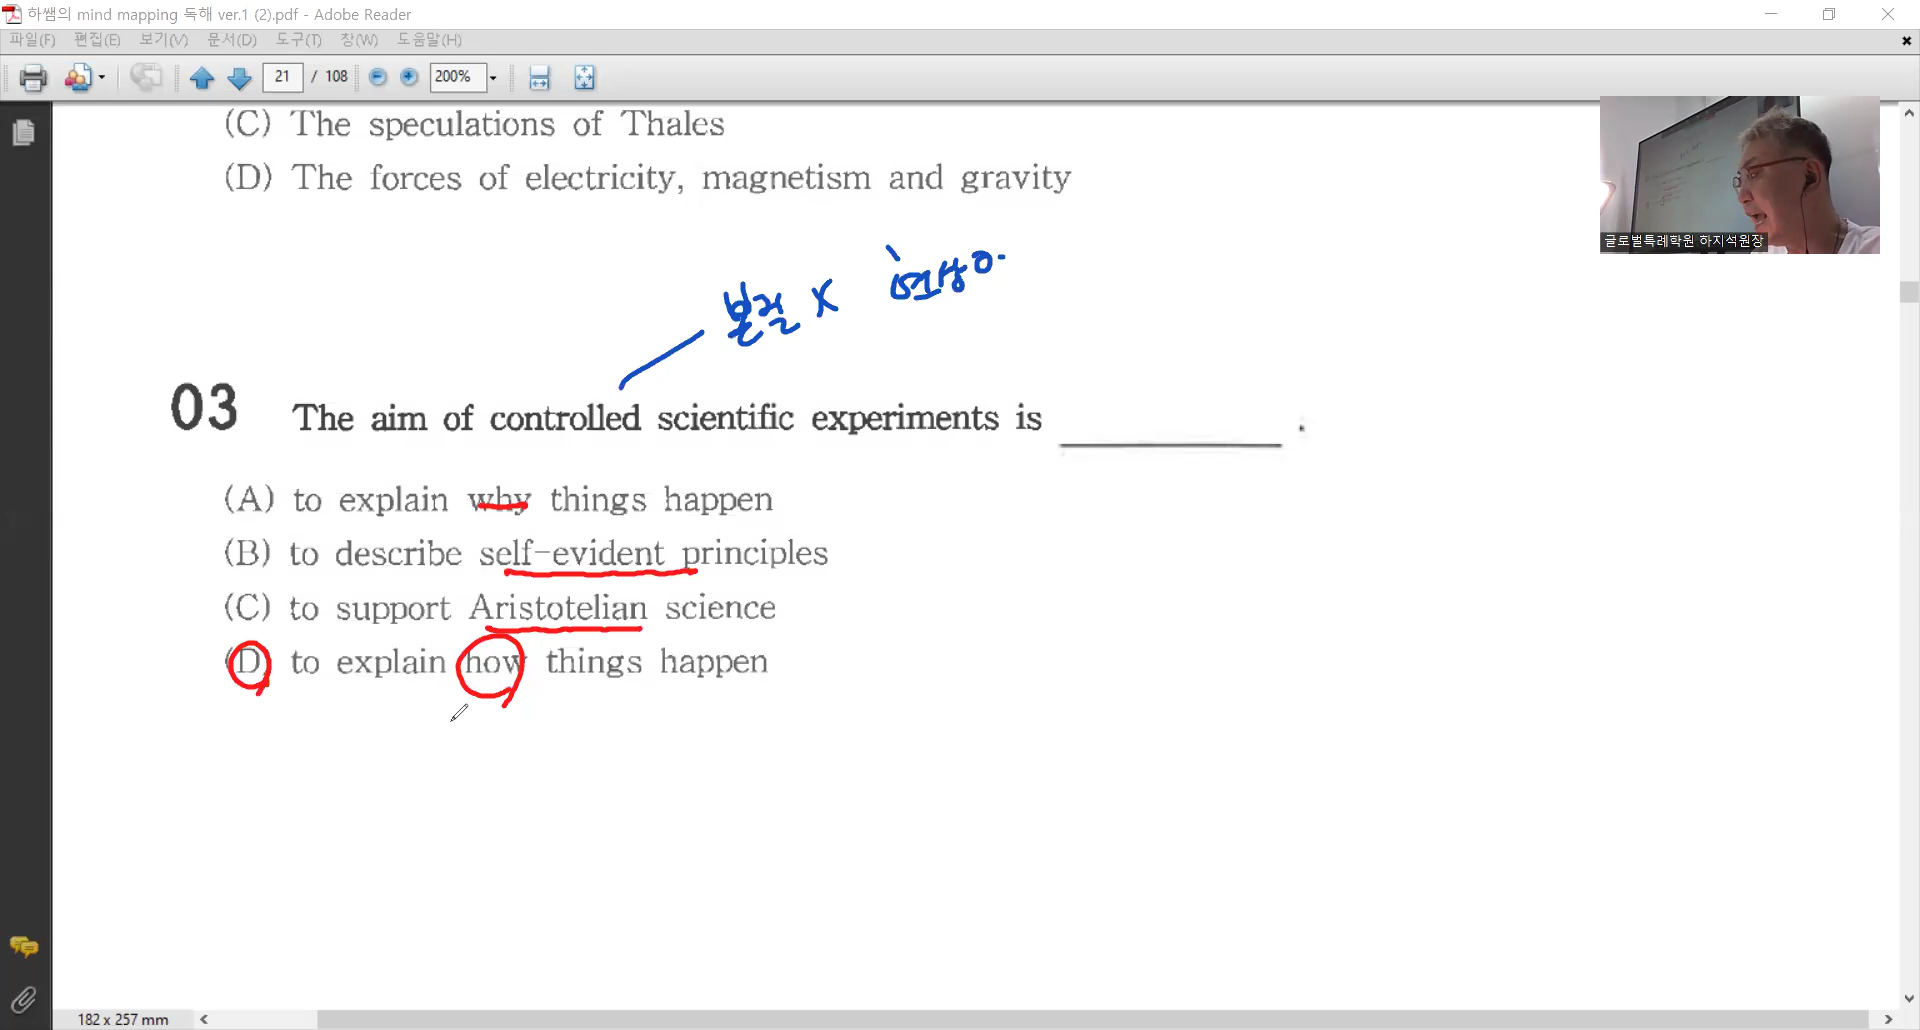 하쌤의 mind mapping 독해 ver.1 (2).pdf - Adobe Reader
파일(F) 편집(E) 보기(V) 문서(D) 도구(T) 창(W) 도움말(H)
21 / 108 200%
(C) The speculations of Thales
(D) The forces of electricity, magnetism and gravity
글로벌특례학원 하지석원장
본질 X 현상 O.
03 The aim of controlled scientific experiments is __________ .
(A) to explain why things happen
(B) to describe self-evident principles
(C) to support Aristotelian science
(D) to explain how things happen
182 x 257 mm